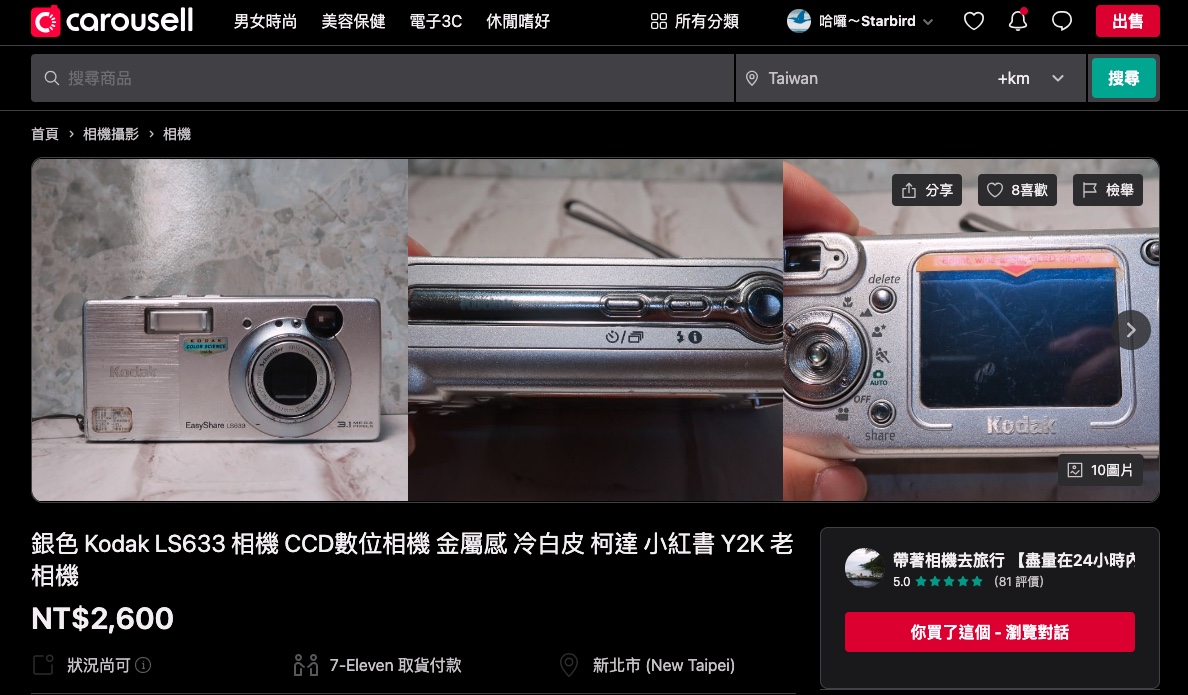 carousell
男女時尚
美容保健
電子3C
休閒嗜好
所有分類
哈囉～Starbird
出售
搜尋商品
Taiwan
+km
搜尋
首頁 › 相機攝影 › 相機
分享
8喜歡
檢舉
KODAK
COLOR SCIENCE
Kodak
EasyShare LS633
3.1 MEGA PIXELS
delete
AUTO
OFF
share
Kodak
10圖片
銀色 Kodak LS633 相機 CCD數位相機 金屬感 冷白皮 柯達 小紅書 Y2K 老
相機
NT$2,600
狀況尚可
7-Eleven 取貨付款
新北市 (New Taipei)
帶著相機去旅行 【盡量在24小時內
5.0 ★★★★★ (81 評價)
你買了這個 - 瀏覽對話